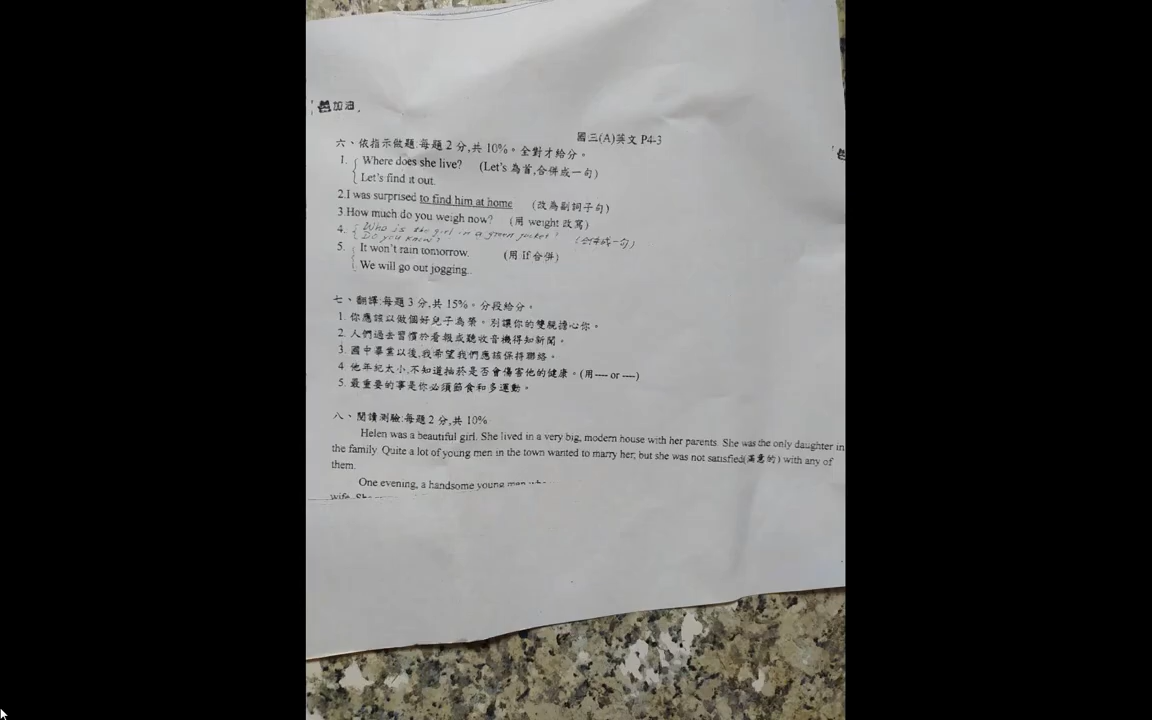 加油.
國三(A)英文 P4-3
六、依指示做題:每題2分,共10%。全對才給分。
1. Where does she live? (Let's 為首,合併成一句)
Let's find it out.
2.I was surprised to find him at home (改為副詞子句)
3.How much do you weigh now? (用 weight 改寫)
4. Who is the girl in a green jacket? (合併成一句)
Do you know?
5. It won't rain tomorrow. (用 if 合併)
We will go out jogging.
七、翻譯:每題3分,共15%。分段給分。
1. 你應該以做個好兒子為榮。別讓你的雙親擔心你。
2. 人們過去習慣於看報或聽收音機得知新聞。
3. 國中畢業以後,我希望我們應該保持聯絡。
4 他年紀太小,不知道抽菸是否會傷害他的健康。(用---- or ----)
5. 最重要的事是你必須節食和多運動。
八、閱讀測驗:每題2分,共10%
Helen was a beautiful girl. She lived in a very big, modern house with her parents. She was the only daughter in
the family. Quite a lot of young men in the town wanted to marry her, but she was not satisfied(滿意的) with any of
them.
One evening, a handsome young man
wife. She